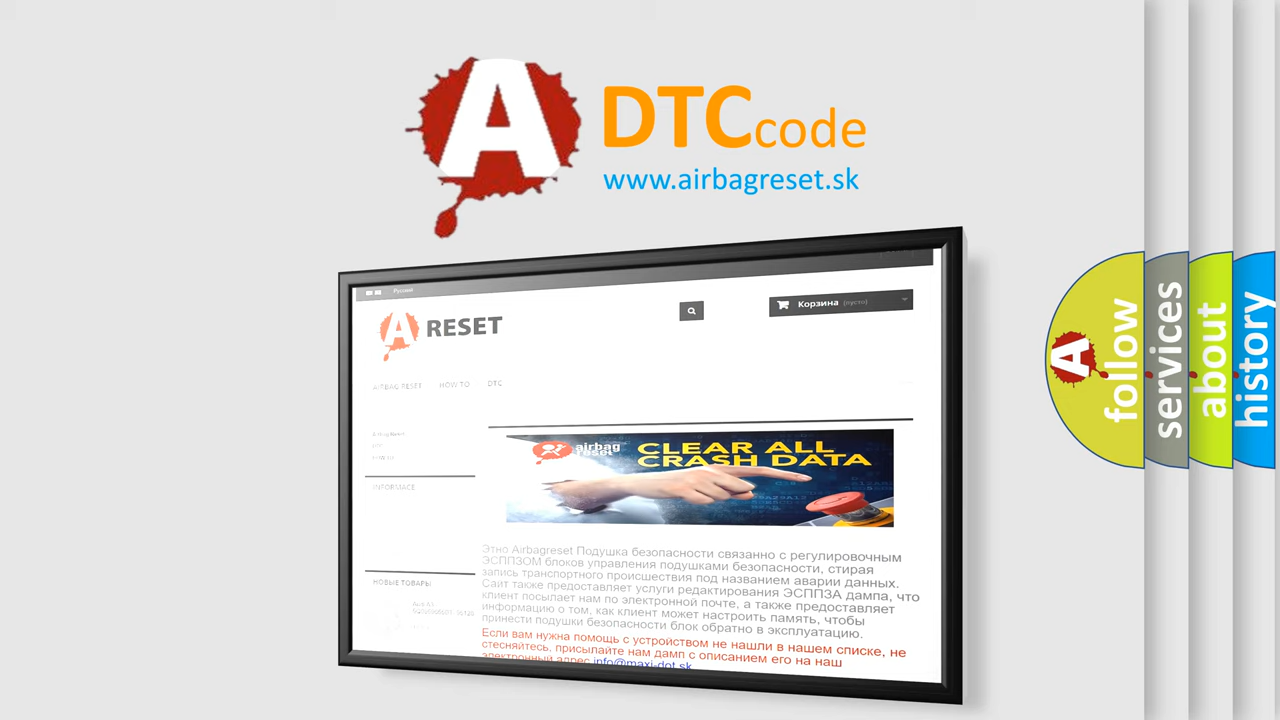 A
DTC code
www.airbagreset.sk
Русский
A RESET
Корзина (пусто)
AIRBAG RESET HOW TO DTC
INFORMACE
airbag
reset
CLEAR ALL
CRASH DATA
Этно Airbagreset Подушка безопасности связанно с регулировочным
ЭСППЗОМ блоков управления подушками безопасности, стирая
запись транспортного происшествия под названием аварии данных.
Сайт также предоставляет услуги редактирования ЭСППЗА дампа, что
клиент посылает нам по электронной почте, а также предоставляет
информацию о том, как клиент может настроить память, чтобы
принести подушки безопасности блок обратно в эксплуатацию.
Если вам нужна помощь с устройством не нашли в нашем списке, не
стесняйтесь, присылайте нам дамп с описанием его на наш
электронный адрес info@maxi-dot.sk
НОВЫЕ ТОВАРЫ
A
follow
services
about
history